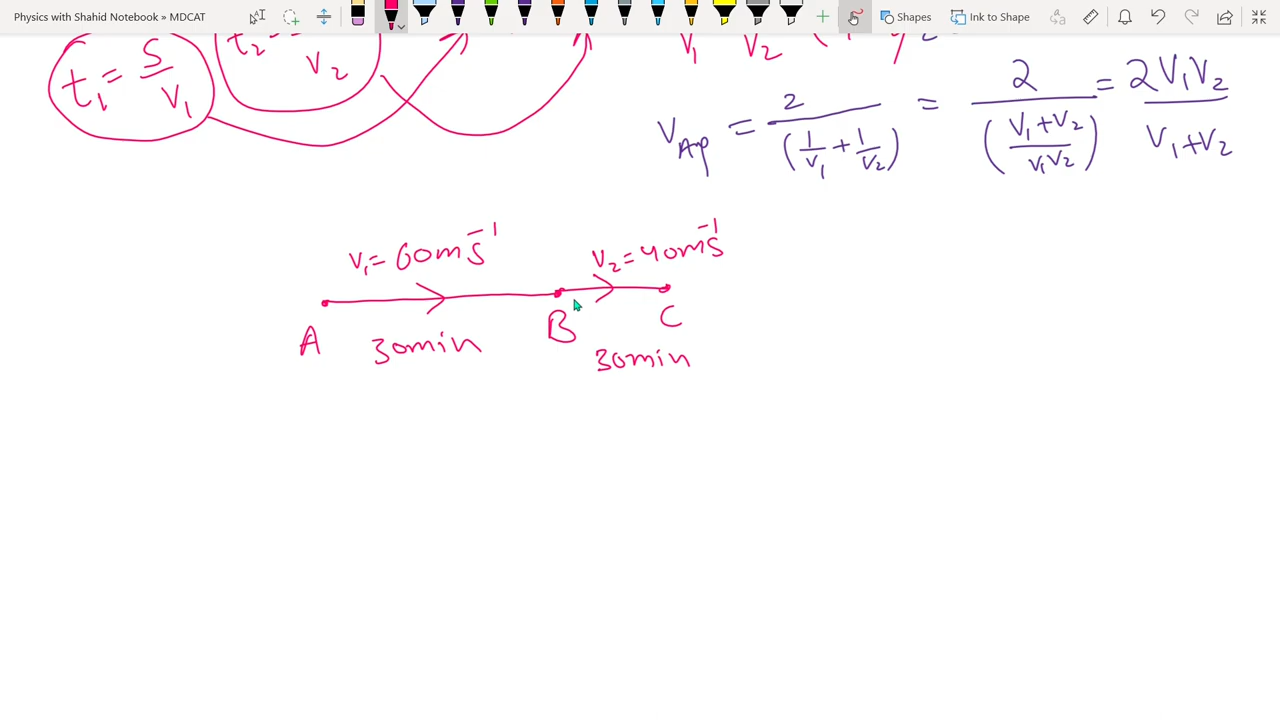 Physics with Shahid Notebook » MDCAT
Shapes
Ink to Shape
t₁ = S/V₁
V₂
V₁ V₂
V_Avg = 2/(1/V₁ + 1/V₂) = 2/((V₁+V₂)/V₁V₂) = 2V₁V₂/V₁+V₂
V₁ = 60ms⁻¹
V₂ = 40ms⁻¹
A
B
C
30min
30min